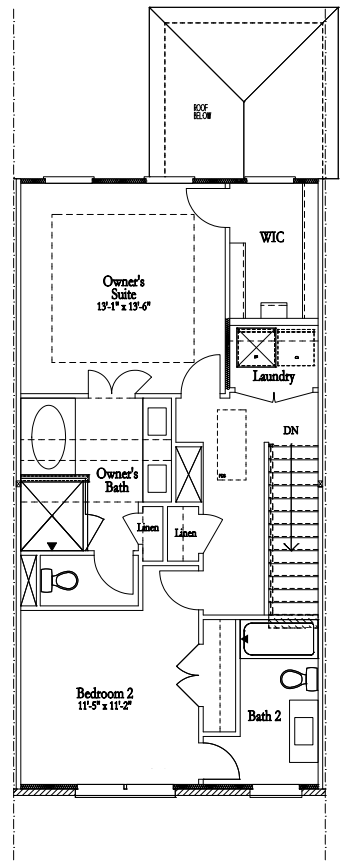 ROOF
BELOW
WIC
Owner's
Suite
13'-1" x 13'-6"
Laundry
DN
Owner's
Bath
Linen
Linen
Bedroom 2
11'-5" x 11'-2"
Bath 2